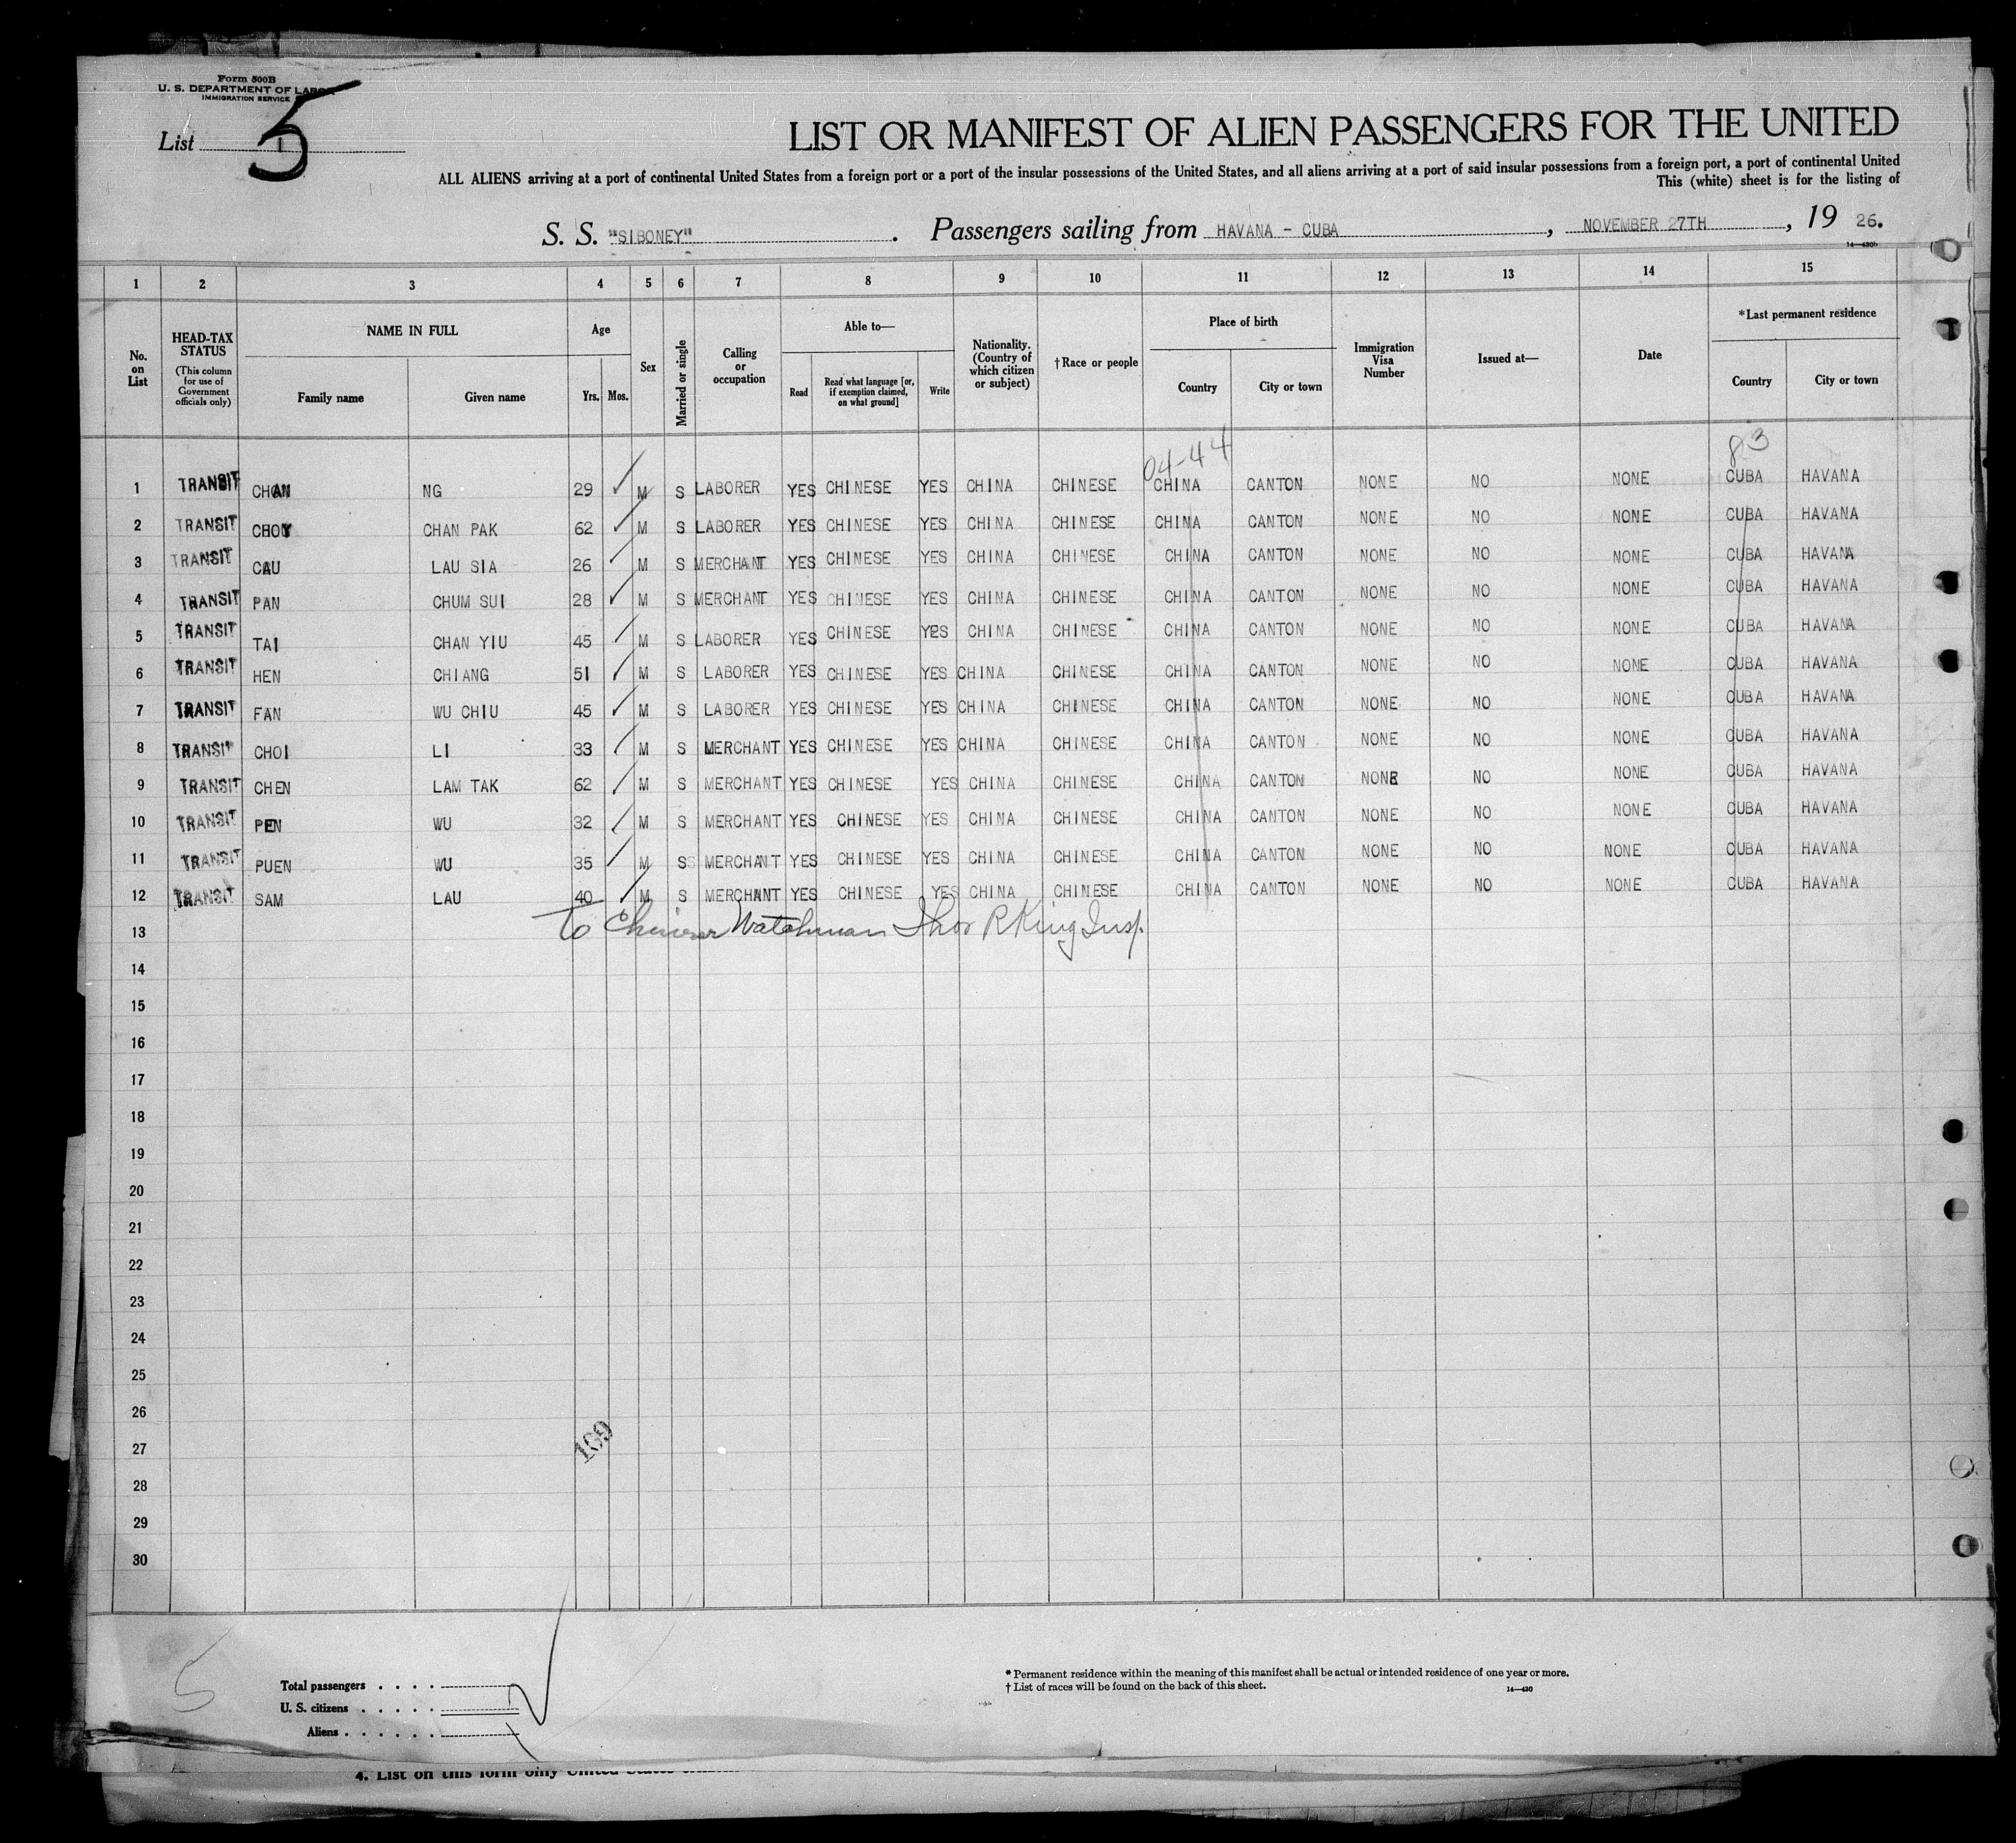 Form 500B
U. S. DEPARTMENT OF LABOR
IMMIGRATION SERVICE
List 5
LIST OR MANIFEST OF ALIEN PASSENGERS FOR THE UNITED
ALL ALIENS arriving at a port of continental United States from a foreign port or a port of the insular possessions of the United States, and all aliens arriving at a port of said insular possessions from a foreign port, a port of continental United
This (white) sheet is for the listing of
S. S. "SIBONEY". Passengers sailing from HAVANA - CUBA, NOVEMBER 27TH, 19 26.
1 2 3 4 5 6 7 8 9 10 11 12 13 14 15
No. on List
HEAD-TAX STATUS (This column for use of Government officials only)
NAME IN FULL Family name Given name
Age Yrs. Mos.
Sex
Married or single
Calling or occupation
Able to— Read Read what language [or, if exemption claimed, on what ground] Write
Nationality. (Country of which citizen or subject)
†Race or people
Place of birth Country City or town
Immigration Visa Number
Issued at—
Date
*Last permanent residence Country City or town
04-44 83
1 TRANSIT CHAN NG 29 M S LABORER YES CHINESE YES CHINA CHINESE CHINA CANTON NONE NO NONE CUBA HAVANA
2 TRANSIT CHOY CHAN PAK 62 M S LABORER YES CHINESE YES CHINA CHINESE CHINA CANTON NONE NO NONE CUBA HAVANA
3 TRANSIT CAU LAU SIA 26 M S MERCHANT YES CHINESE YES CHINA CHINESE CHINA CANTON NONE NO NONE CUBA HAVANA
4 TRANSIT PAN CHUM SUI 28 M S MERCHANT YES CHINESE YES CHINA CHINESE CHINA CANTON NONE NO NONE CUBA HAVANA
5 TRANSIT TAI CHAN YIU 45 M S LABORER YES CHINESE YES CHINA CHINESE CHINA CANTON NONE NO NONE CUBA HAVANA
6 TRANSIT HEN CHIANG 51 M S LABORER YES CHINESE YES CHINA CHINESE CHINA CANTON NONE NO NONE CUBA HAVANA
7 TRANSIT FAN WU CHIU 45 M S LABORER YES CHINESE YES CHINA CHINESE CHINA CANTON NONE NO NONE CUBA HAVANA
8 TRANSIT CHOI LI 33 M S MERCHANT YES CHINESE YES CHINA CHINESE CHINA CANTON NONE NO NONE CUBA HAVANA
9 TRANSIT CHEN LAM TAK 62 M S MERCHANT YES CHINESE YES CHINA CHINESE CHINA CANTON NONE NO NONE CUBA HAVANA
10 TRANSIT PEN WU 32 M S MERCHANT YES CHINESE YES CHINA CHINESE CHINA CANTON NONE NO NONE CUBA HAVANA
11 TRANSIT PUEN WU 35 M S MERCHANT YES CHINESE YES CHINA CHINESE CHINA CANTON NONE NO NONE CUBA HAVANA
12 TRANSIT SAM LAU 40 M S MERCHANT YES CHINESE YES CHINA CHINESE CHINA CANTON NONE NO NONE CUBA HAVANA
13 To Watchman R King Insp.
14
15
16
17
18
19
20
21
22
23
24
25
26
27 109
28
29
30
5
Total passengers
U. S. citizens
Aliens
* Permanent residence within the meaning of this manifest shall be actual or intended residence of one year or more.
† List of races will be found on the back of this sheet.
14—430
4. List on this form only United States